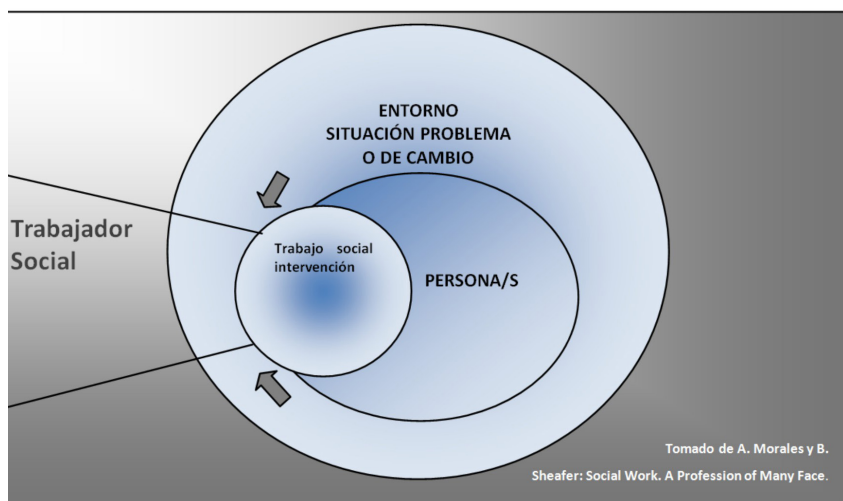 ENTORNO
SITUACIÓN PROBLEMA
O DE CAMBIO
Trabajador
Social
Trabajo social
intervención
PERSONA/S
Tomado de A. Morales y B.
Sheafer: Social Work. A Profession of Many Face.